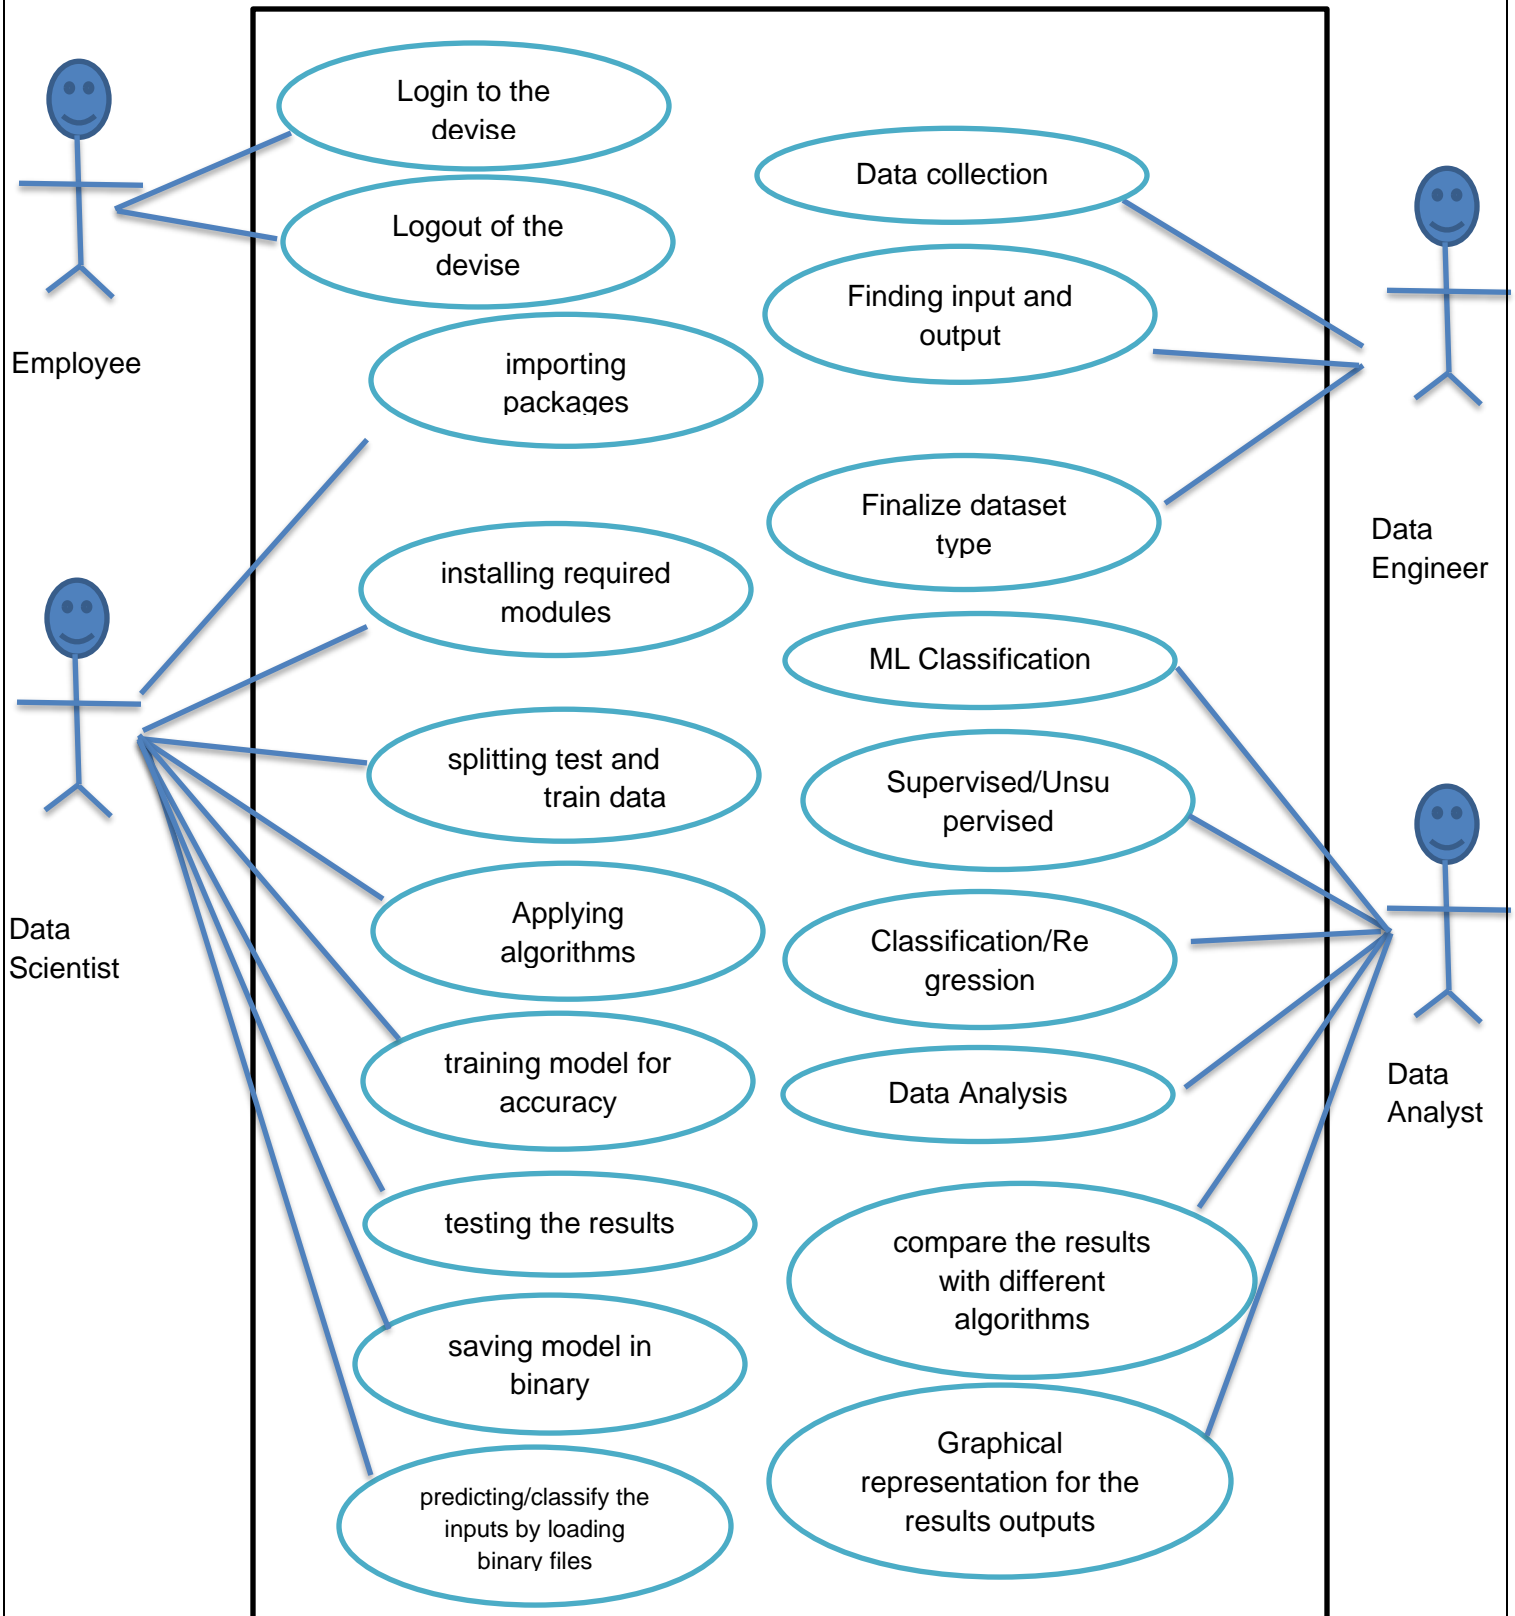 Login to the
devise
Logout of the
devise
Employee
importing
packages
installing required
modules
splitting test and
train data
Applying
algorithms
Data
Scientist
training model for
accuracy
testing the results
saving model in
binary
predicting/classify the
inputs by loading
binary files
Data collection
Finding input and
output
Finalize dataset
type
Data
Engineer
ML Classification
Supervised/Unsu
pervised
Classification/Re
gression
Data Analysis
Data
Analyst
compare the results
with different
algorithms
Graphical
representation for the
results outputs